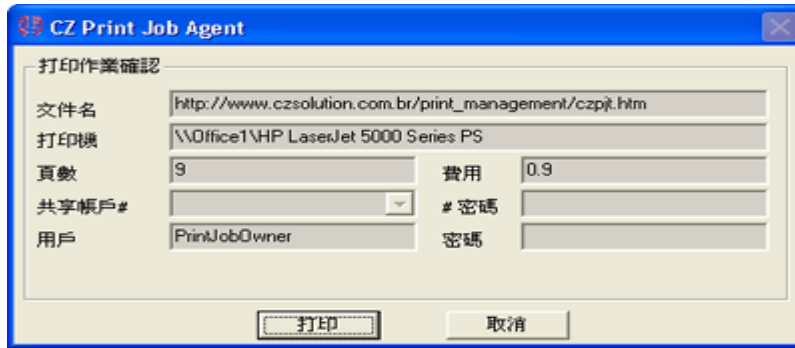 CZ Print Job Agent
打印作業確認
文件名 http://www.czsolution.com.br/print_management/czpjt.htm
打印機 \\Office1\HP LaserJet 5000 Series PS
頁數 9 費用 0.9
共享帳戶# # 密碼
用戶 PrintJobOwner 密碼
打印 取消